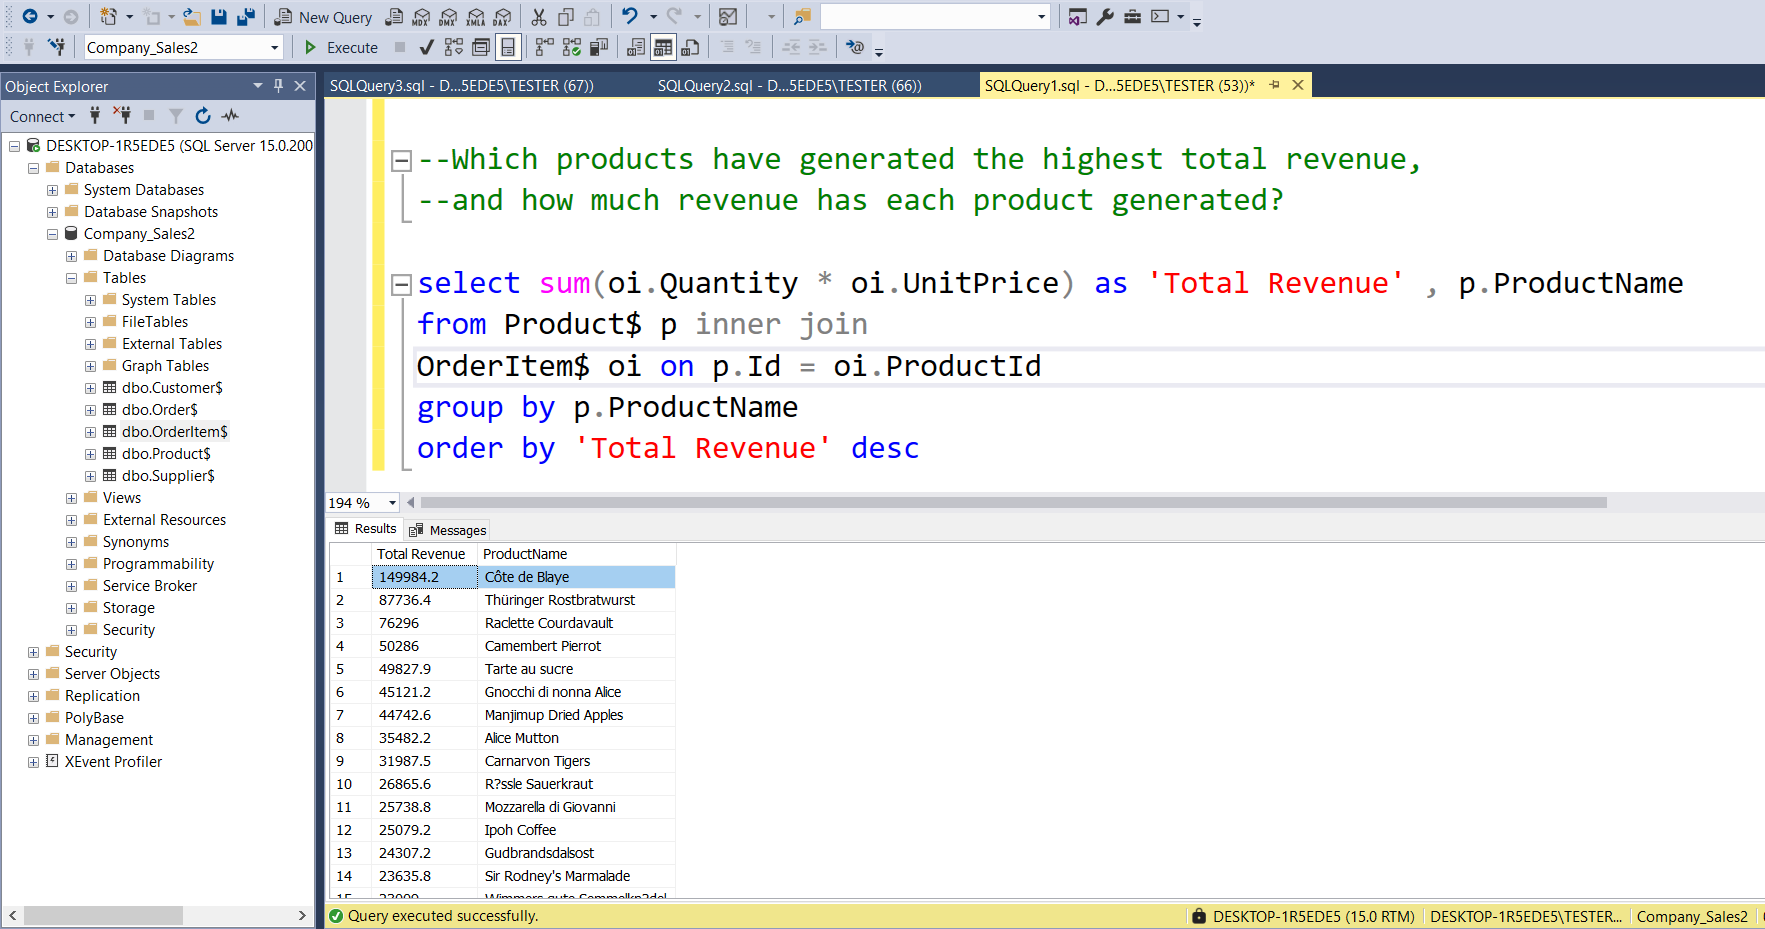 New Query
MDX
DMX
XMLA
DAX
Company_Sales2
Execute
Object Explorer
Connect
DESKTOP-1R5EDE5 (SQL Server 15.0.200
Databases
System Databases
Database Snapshots
Company_Sales2
Database Diagrams
Tables
System Tables
FileTables
External Tables
Graph Tables
dbo.Customer$
dbo.Order$
dbo.OrderItem$
dbo.Product$
dbo.Supplier$
Views
External Resources
Synonyms
Programmability
Service Broker
Storage
Security
Security
Server Objects
Replication
PolyBase
Management
XEvent Profiler
SQLQuery3.sql - D...5EDE5\TESTER (67))
SQLQuery2.sql - D...5EDE5\TESTER (66))
SQLQuery1.sql - D...5EDE5\TESTER (53))*
--Which products have generated the highest total revenue,
--and how much revenue has each product generated?
select sum(oi.Quantity * oi.UnitPrice) as 'Total Revenue' , p.ProductName
from Product$ p inner join
OrderItem$ oi on p.Id = oi.ProductId
group by p.ProductName
order by 'Total Revenue' desc
194 %
Results
Messages
Total Revenue ProductName
1 149984.2 Côte de Blaye
2 87736.4 Thüringer Rostbratwurst
3 76296 Raclette Courdavault
4 50286 Camembert Pierrot
5 49827.9 Tarte au sucre
6 45121.2 Gnocchi di nonna Alice
7 44742.6 Manjimup Dried Apples
8 35482.2 Alice Mutton
9 31987.5 Carnarvon Tigers
10 26865.6 R?ssle Sauerkraut
11 25738.8 Mozzarella di Giovanni
12 25079.2 Ipoh Coffee
13 24307.2 Gudbrandsdalsost
14 23635.8 Sir Rodney's Marmalade
Query executed successfully.
DESKTOP-1R5EDE5 (15.0 RTM)
DESKTOP-1R5EDE5\TESTER...
Company_Sales2